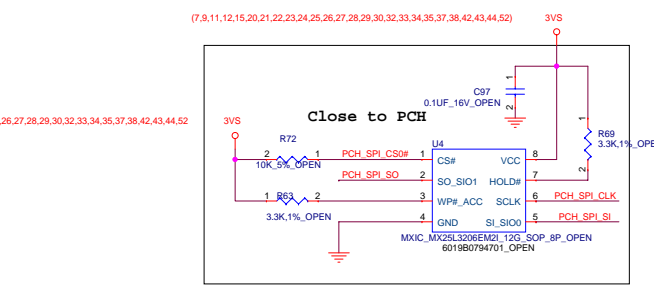 (7,9,11,12,15,20,21,22,23,24,25,26,27,28,29,30,32,33,34,35,37,38,42,43,44,52)
3VS
C97
0.1UF_16V_OPEN
1
2
Close to PCH
,26,27,28,29,30,32,33,34,35,37,38,42,43,44,52
3VS
R69
3.3K,1%_OPE
1
2
R72
2 1
10K_5%_OPEN
U4
PCH_SPI_CS0# 1 CS# VCC 8
PCH_SPI_SO 2 SO_SIO1 HOLD# 7
1 R63 2
3.3K,1%_OPEN
3 WP#_ACC SCLK 6 PCH_SPI_CLK
4 GND SI_SIO0 5 PCH_SPI_SI
MXIC_MX25L3206EM2I_12G_SOP_8P_OPEN
6019B0794701_OPEN